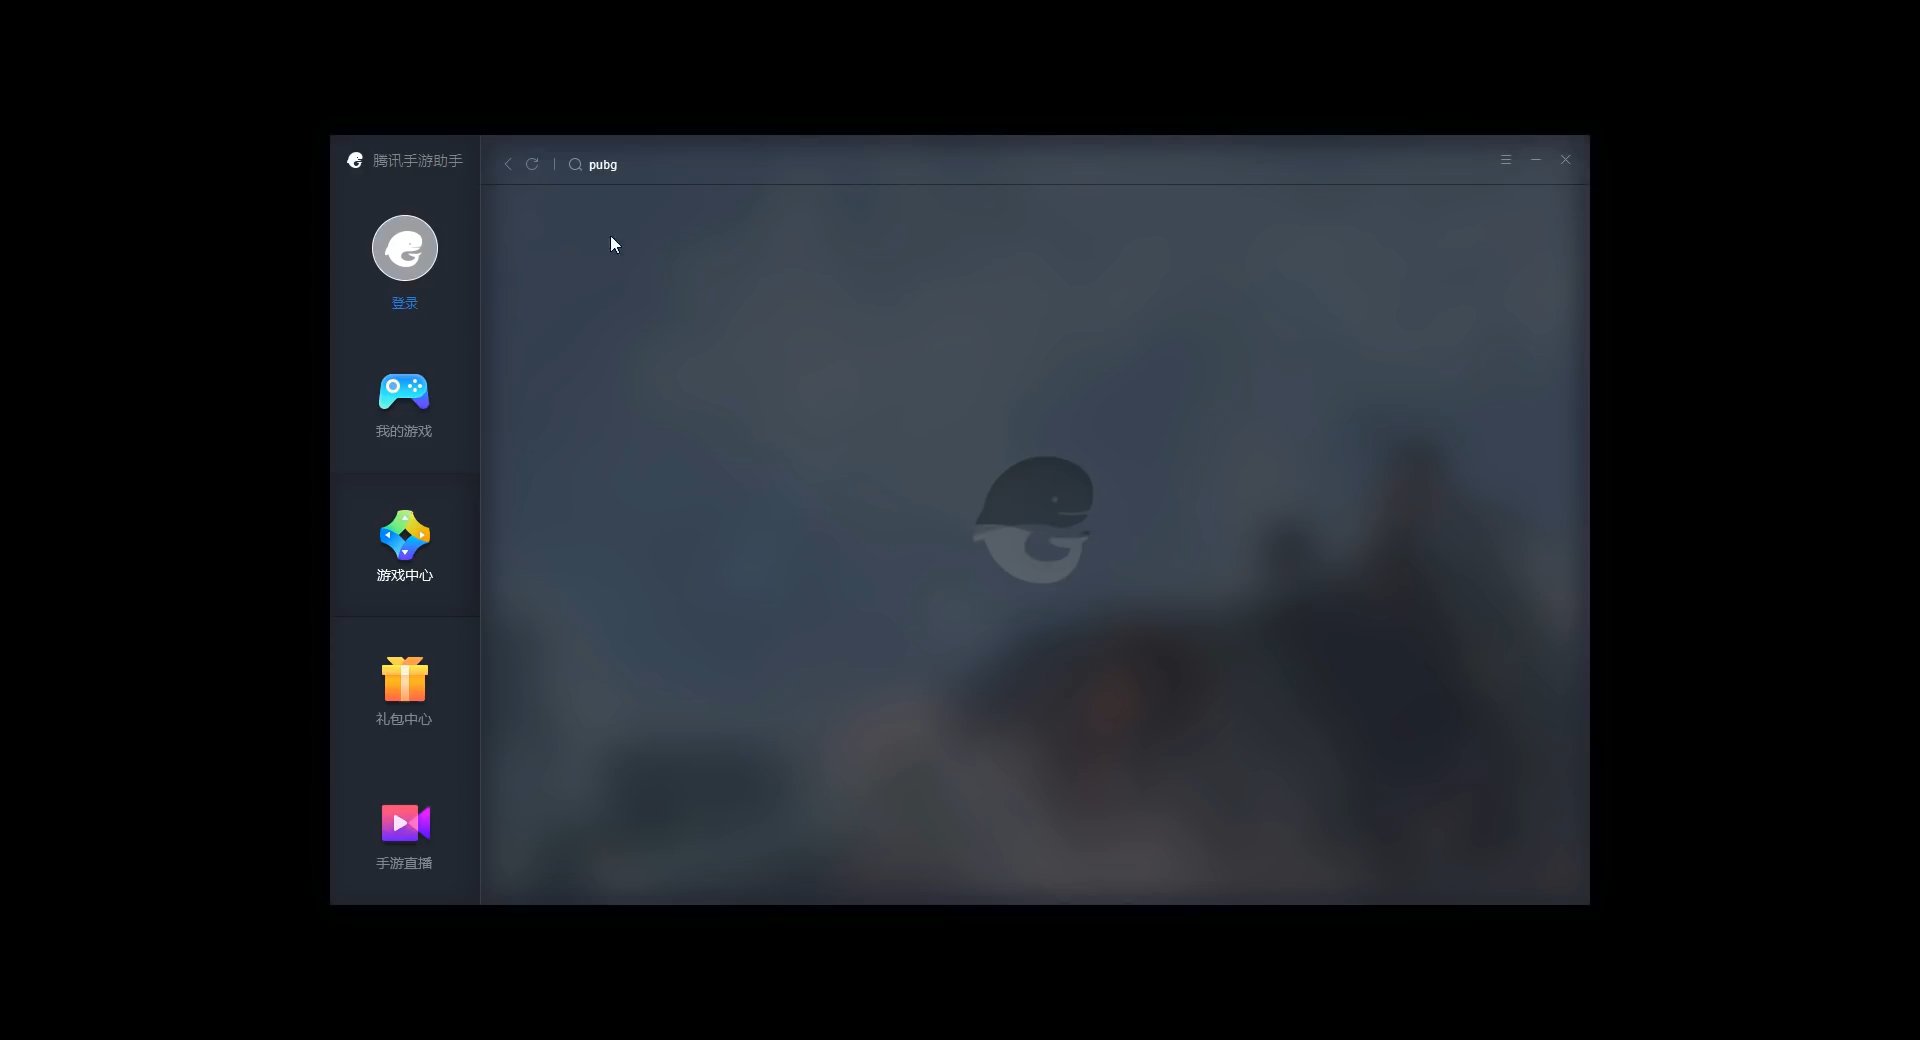 腾讯手游助手
pubg
登录
我的游戏
游戏中心
礼包中心
手游直播